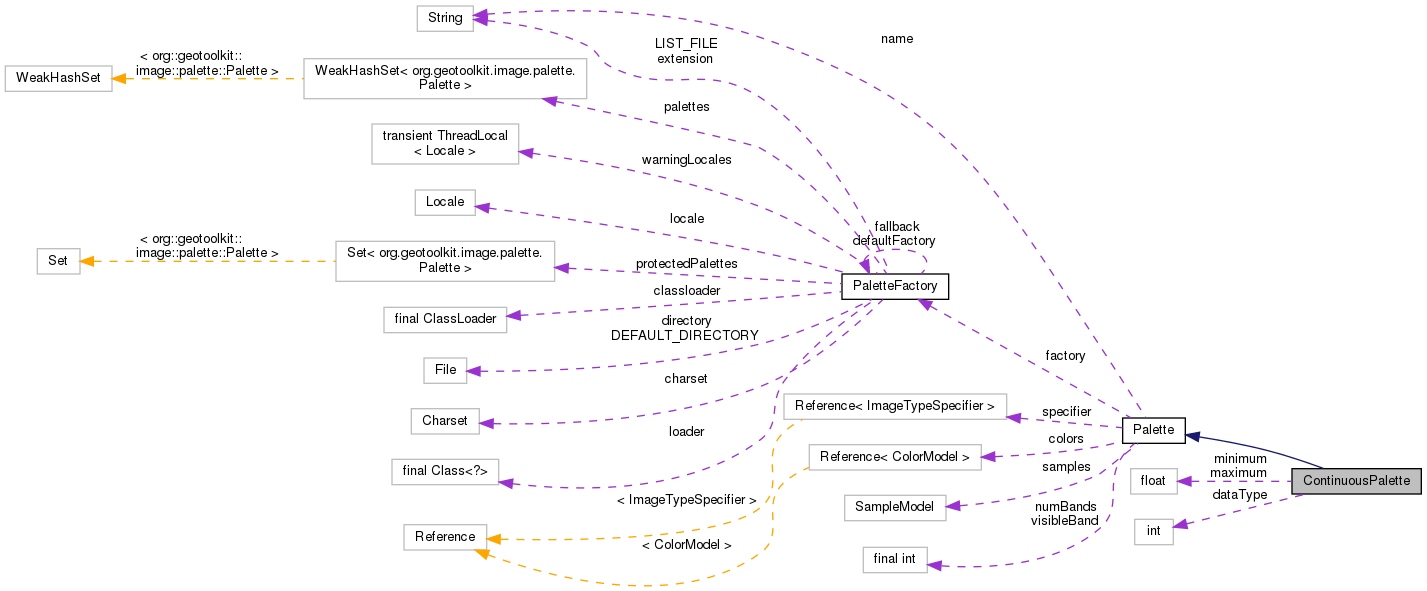 String
name
LIST_FILE
extension
< org::geotoolkit::
image::palette::Palette >
WeakHashSet
WeakHashSet< org.geotoolkit.image.palette.
Palette >
palettes
transient ThreadLocal
< Locale >
warningLocales
Locale
locale
fallback
defaultFactory
< org::geotoolkit::
image::palette::Palette >
Set
Set< org.geotoolkit.image.palette.
Palette >
protectedPalettes
PaletteFactory
classloader
final ClassLoader
directory
DEFAULT_DIRECTORY
File
factory
charset
Charset
Reference< ImageTypeSpecifier >
specifier
loader
Palette
colors
Reference< ColorModel >
final Class<?>
samples
minimum
maximum
float
ContinuousPalette
dataType
< ImageTypeSpecifier >
SampleModel
numBands
visibleBand
int
Reference
< ColorModel >
final int